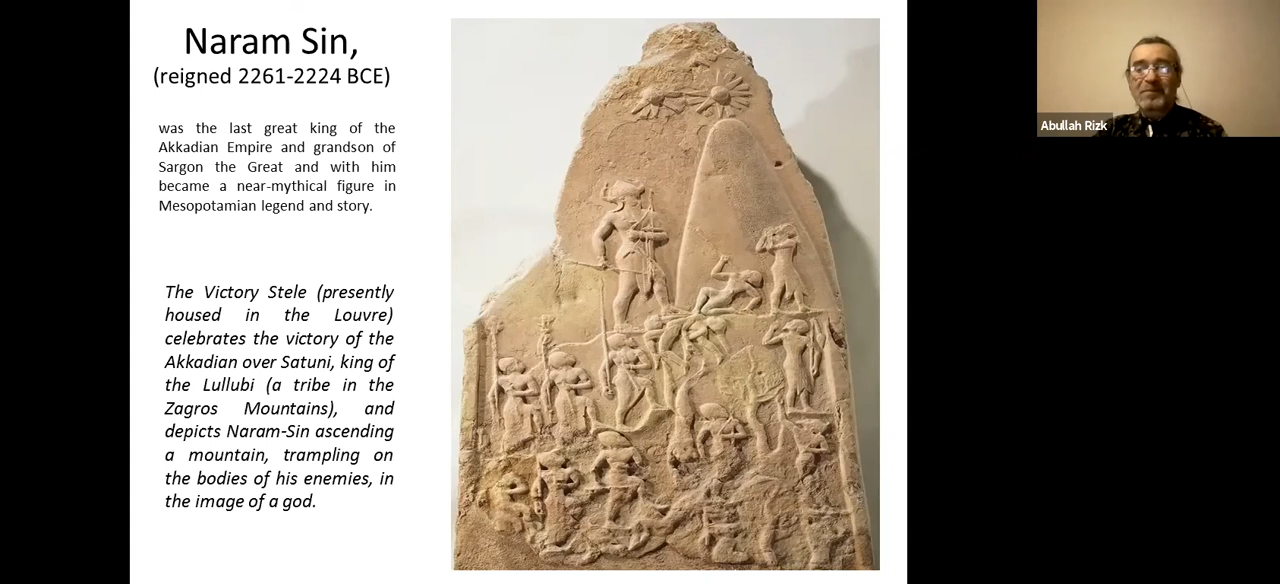 Naram Sin,
(reigned 2261-2224 BCE)
was the last great king of the
Akkadian Empire and grandson of
Sargon the Great and with him
became a near-mythical figure in
Mesopotamian legend and story.
The Victory Stele (presently
housed in the Louvre)
celebrates the victory of the
Akkadian over Satuni, king of
the Lullubi (a tribe in the
Zagros Mountains), and
depicts Naram-Sin ascending
a mountain, trampling on
the bodies of his enemies, in
the image of a god.
Abullah Rizk